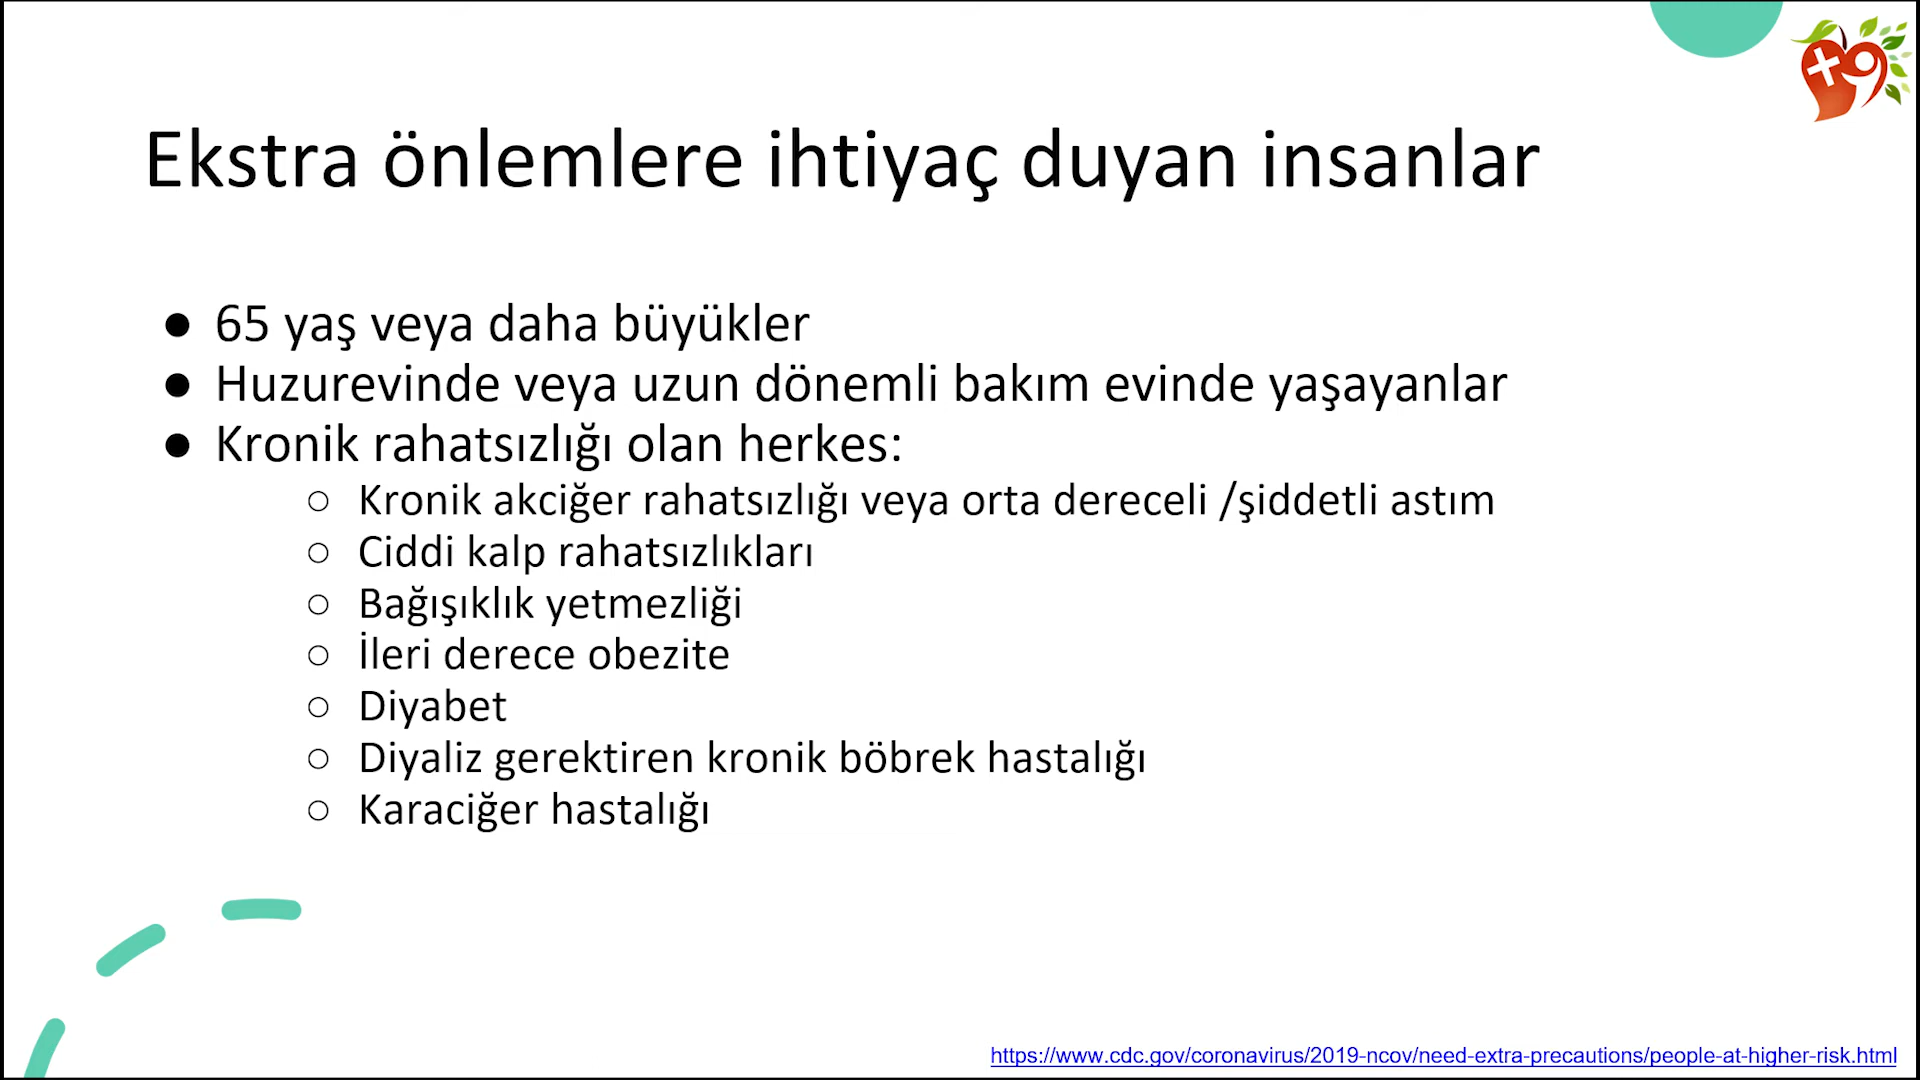 Ekstra önlemlere ihtiyaç duyan insanlar
● 65 yaş veya daha büyükler
● Huzurevinde veya uzun dönemli bakım evinde yaşayanlar
● Kronik rahatsızlığı olan herkes:
○ Kronik akciğer rahatsızlığı veya orta dereceli /şiddetli astım
○ Ciddi kalp rahatsızlıkları
○ Bağışıklık yetmezliği
○ İleri derece obezite
○ Diyabet
○ Diyaliz gerektiren kronik böbrek hastalığı
○ Karaciğer hastalığı
https://www.cdc.gov/coronavirus/2019-ncov/need-extra-precautions/people-at-higher-risk.html